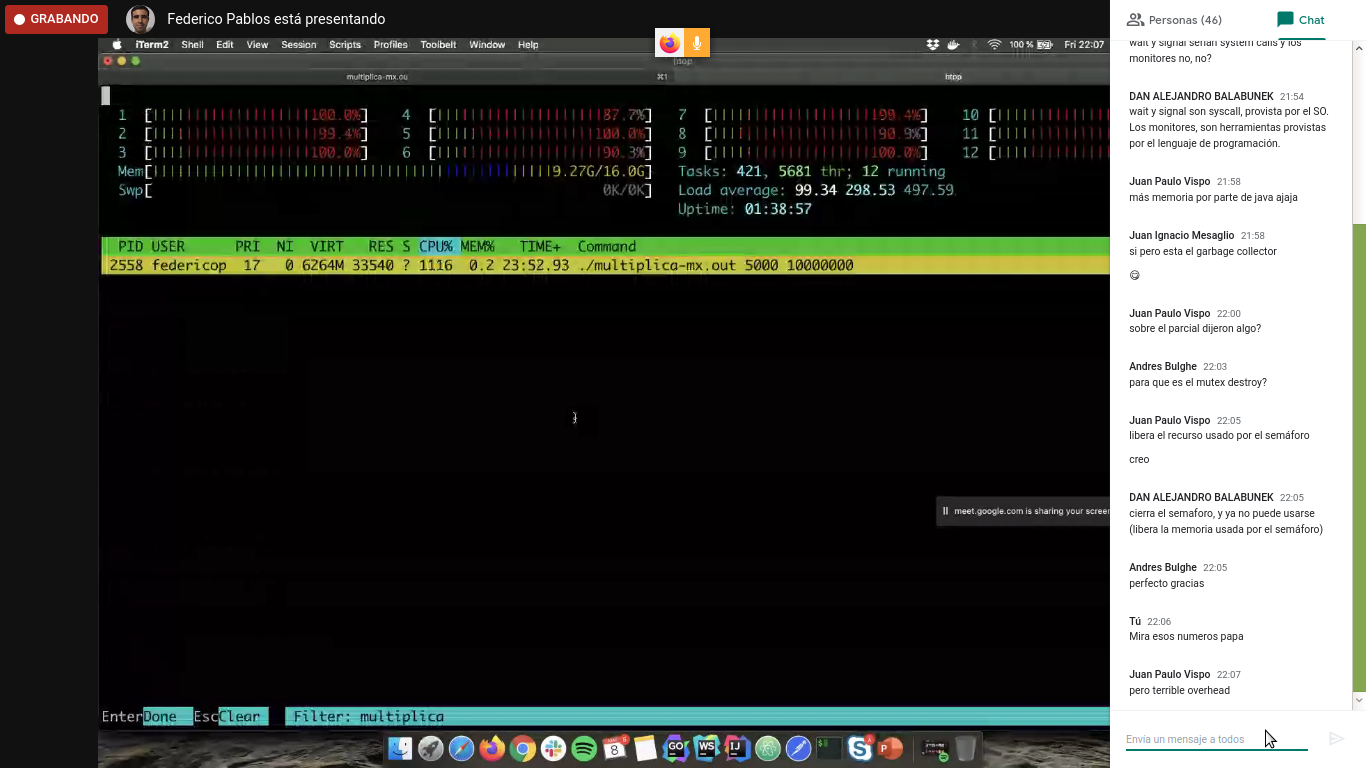 GRABANDO
Federico Pablos está presentando
Personas (46)
Chat
iTerm2 Shell Edit View Session Scripts Profiles Toolbelt Window Help
100 %
Fri 22:07
htop
multiplica-mx.ou
⌘1
htop
1 [ 100.0%] 4 [ 87.7%] 7 [ 99.4%] 10 [
2 [ 99.4%] 5 [ 100.0%] 8 [ 90.9%] 11 [
3 [ 100.0%] 6 [ 90.3%] 9 [ 100.0%] 12 [
Mem[ 9.27G/16.0G] Tasks: 421, 5681 thr; 12 running
Swp[ 0K/0K] Load average: 99.34 298.53 497.59
Uptime: 01:38:57
PID USER PRI NI VIRT RES S CPU% MEM% TIME+ Command
2558 federicop 17 0 6264M 33540 ? 1116 0.2 23:52.93 ./multiplica-mx.out 5000 10000000
meet.google.com is sharing your screen
EnterDone EscClear Filter: multiplica
8
GO
WS
IJ
wait y signal serian system calls y los
monitores no, no?
DAN ALEJANDRO BALABUNEK 21:54
wait y signal son syscall, provista por el SO.
Los monitores, son herramientas provistas
por el lenguaje de programación.
Juan Paulo Vispo 21:58
más memoria por parte de java ajaja
Juan Ignacio Mesaglio 21:58
si pero esta el garbage collector
😋
Juan Paulo Vispo 22:00
sobre el parcial dijeron algo?
Andres Bulghe 22:03
para que es el mutex destroy?
Juan Paulo Vispo 22:05
libera el recurso usado por el semáforo
creo
DAN ALEJANDRO BALABUNEK 22:05
cierra el semaforo, y ya no puede usarse
(libera la memoria usada por el semáforo)
Andres Bulghe 22:05
perfecto gracias
Tú 22:06
Mira esos numeros papa
Juan Paulo Vispo 22:07
pero terrible overhead
Envía un mensaje a todos